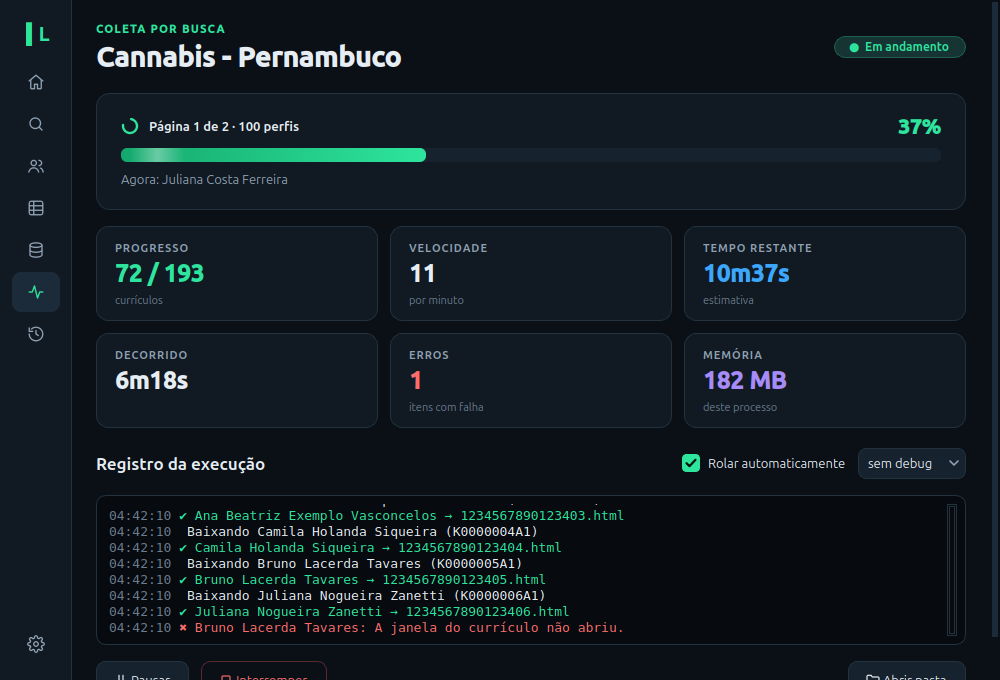 L
COLETA POR BUSCA
Cannabis - Pernambuco
Em andamento
Página 1 de 2 · 100 perfis
37%
Agora: Juliana Costa Ferreira
PROGRESSO
72 / 193
currículos
VELOCIDADE
11
por minuto
TEMPO RESTANTE
10m37s
estimativa
DECORRIDO
6m18s
ERROS
1
itens com falha
MEMÓRIA
182 MB
deste processo
Registro da execução
Rolar automaticamente
sem debug
04:42:10 ✔ Ana Beatriz Exemplo Vasconcelos → 1234567890123403.html
04:42:10 Baixando Camila Holanda Siqueira (K0000004A1)
04:42:10 ✔ Camila Holanda Siqueira → 1234567890123404.html
04:42:10 Baixando Bruno Lacerda Tavares (K0000005A1)
04:42:10 ✔ Bruno Lacerda Tavares → 1234567890123405.html
04:42:10 Baixando Juliana Nogueira Zanetti (K0000006A1)
04:42:10 ✔ Juliana Nogueira Zanetti → 1234567890123406.html
04:42:10 ✖ Bruno Lacerda Tavares: A janela do currículo não abriu.
Pausar
Interromper
Abrir pasta